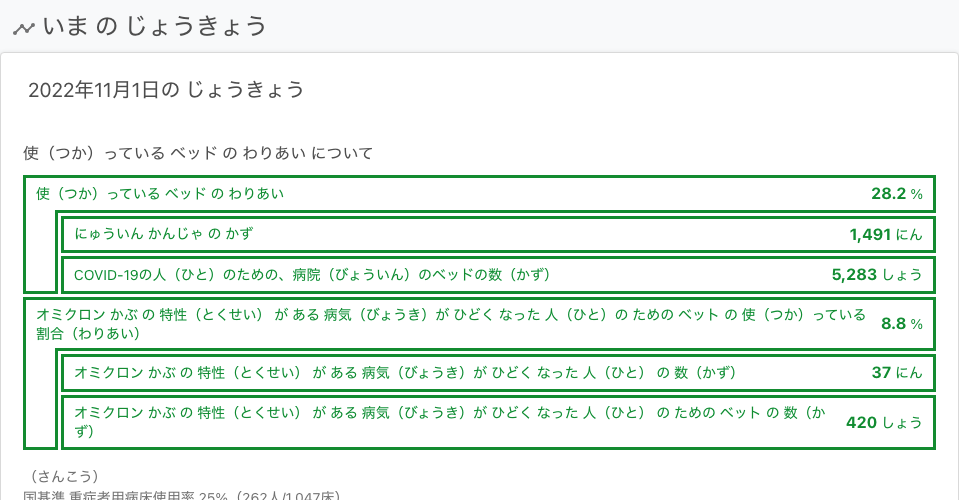 いま の じょうきょう
2022年11月1日の じょうきょう
使（つか）っている ベッド の わりあい について
使（つか）っている ベッド の わりあい 28.2 %
にゅういん かんじゃ の かず 1,491 にん
COVID-19の人（ひと）のための、病院（びょういん）のベッドの数（かず） 5,283 しょう
オミクロン かぶ の 特性（とくせい） が ある 病気（びょうき）が ひどく なった 人（ひと）の ための ベット の 使（つか）っている
割合（わりあい） 8.8 %
オミクロン かぶ の 特性（とくせい） が ある 病気（びょうき）が ひどく なった 人（ひと） の 数（かず） 37 にん
オミクロン かぶ の 特性（とくせい） が ある 病気（びょうき）が ひどく なった 人（ひと） の ための ベット の 数（か
ず） 420 しょう
（さんこう）
国基準 重症者用病床使用率 25%（262人/1,047床）